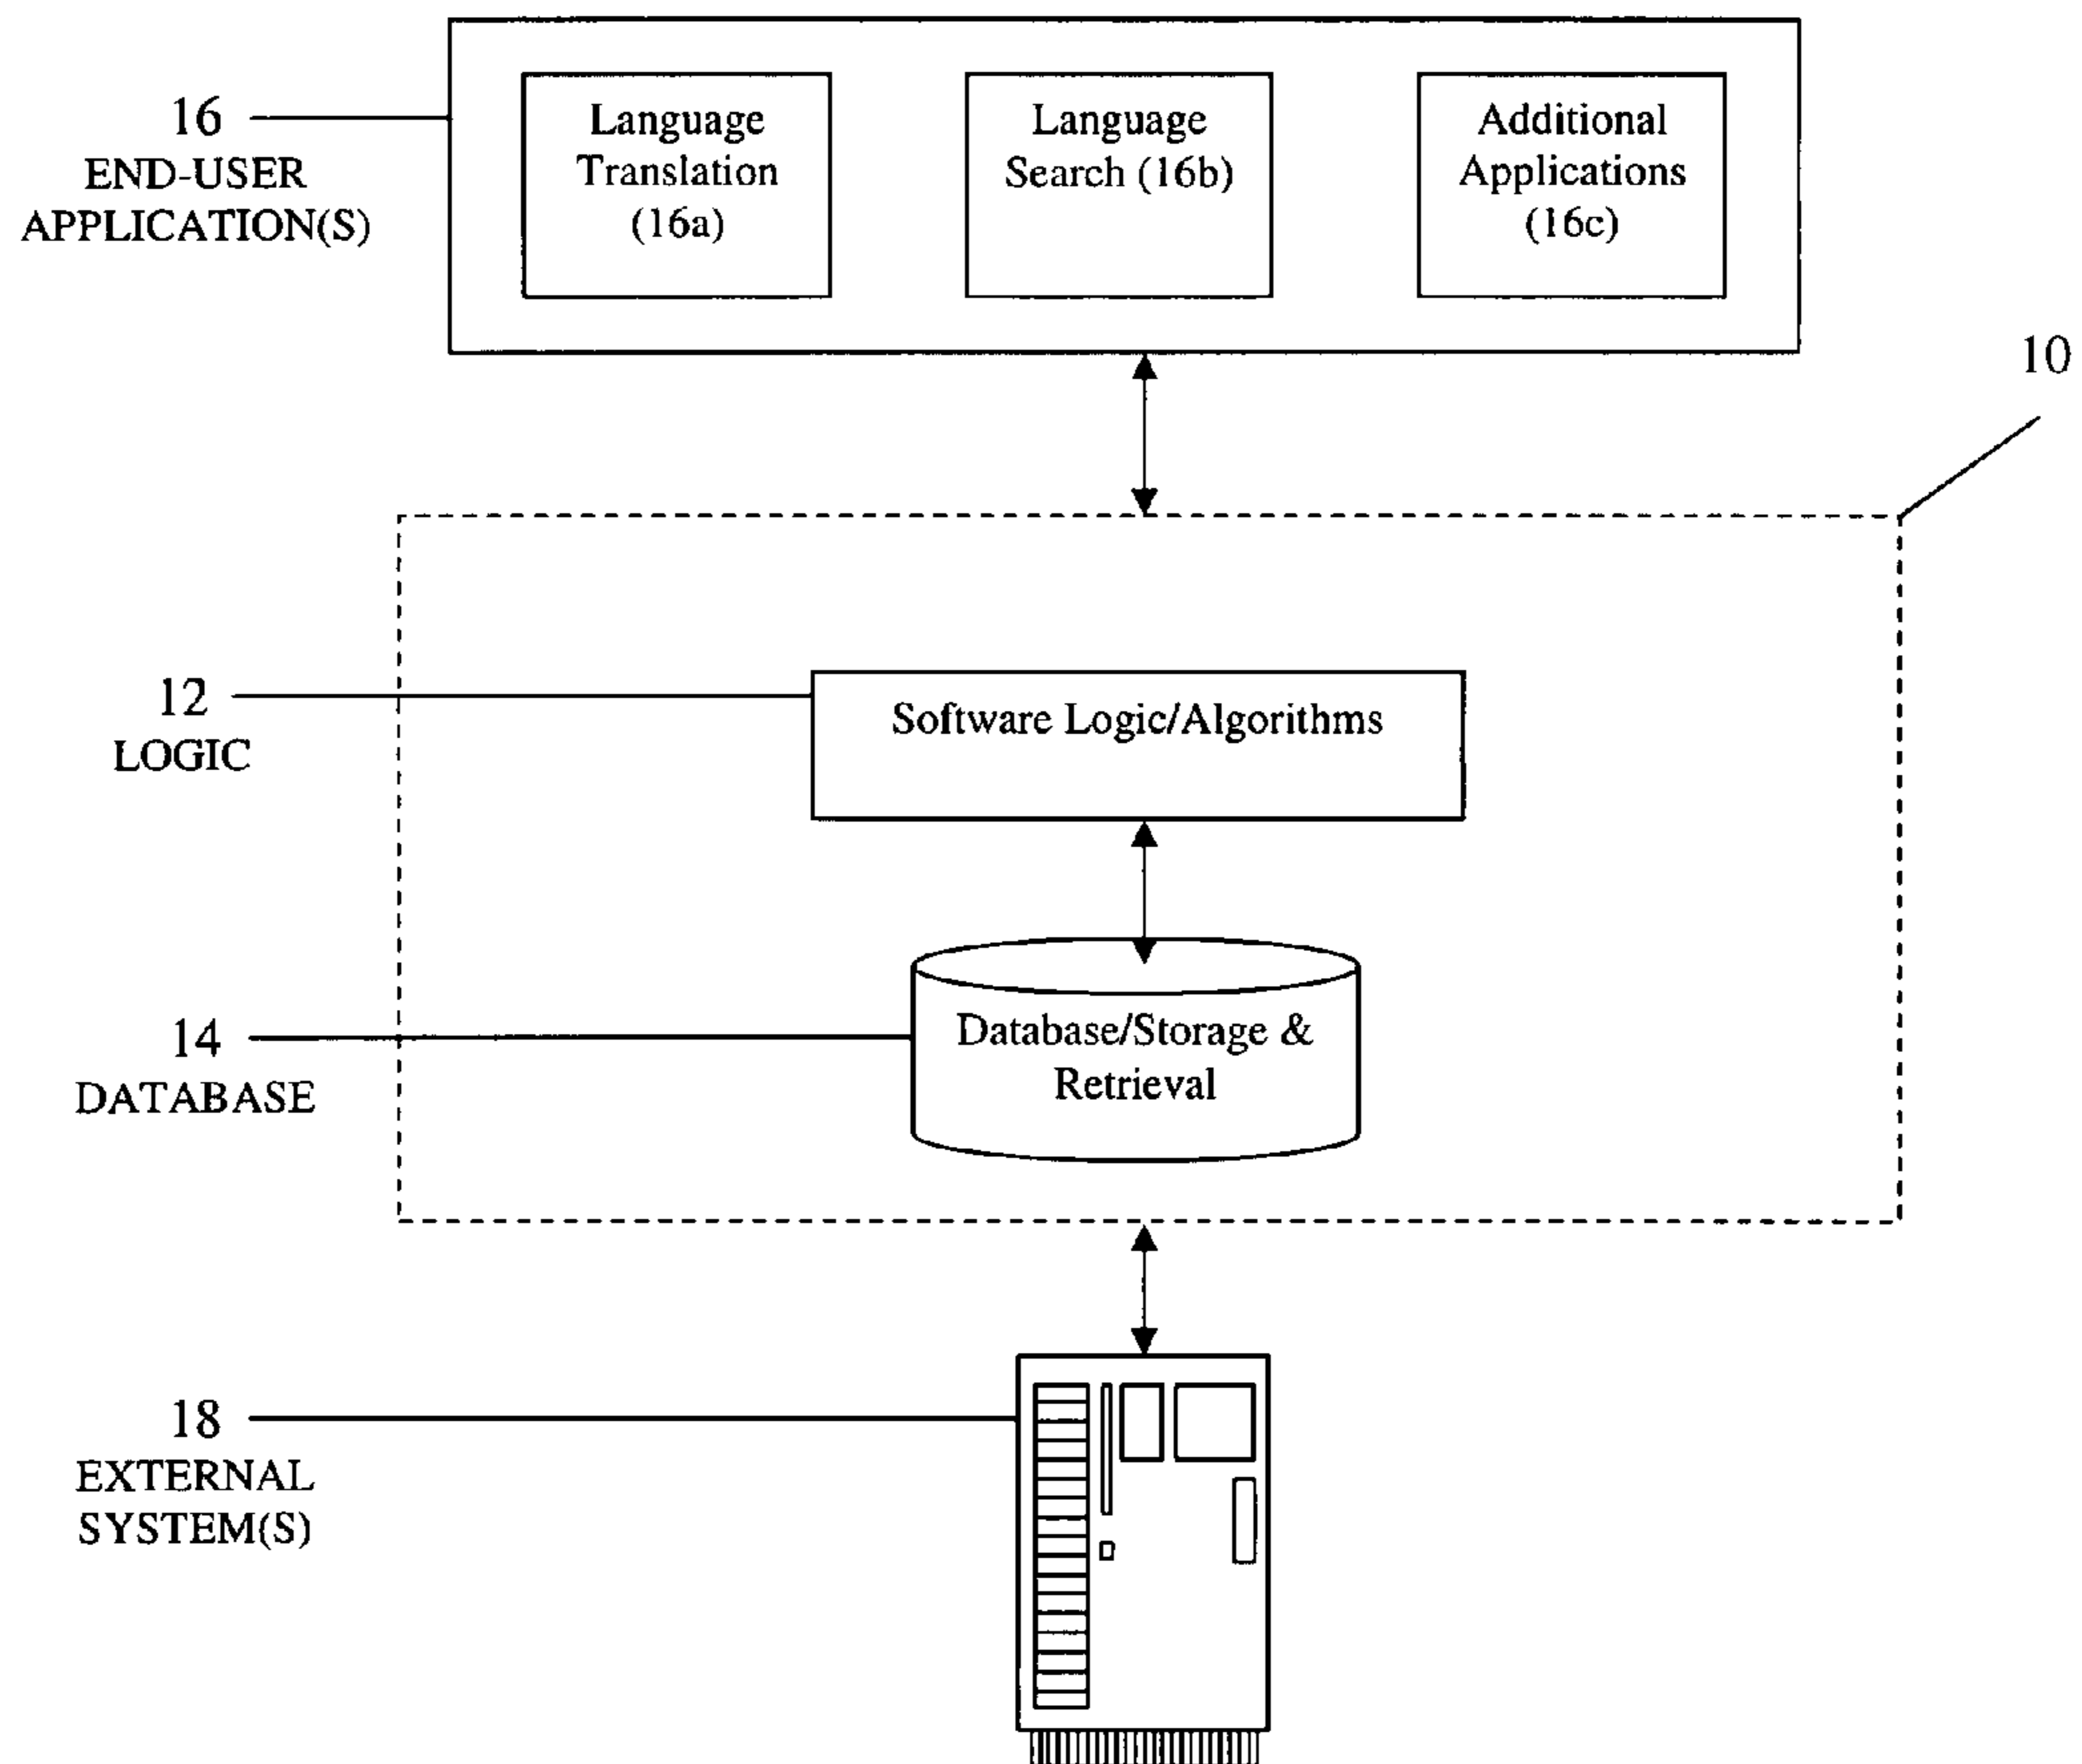 16
END-USER
APPLICATION(S)
Language
Translation
(16a)
Language
Search (16b)
Additional
Applications
(16c)
10
12
LOGIC
Software Logic/Algorithms
14
DATABASE
Database/Storage &
Retrieval
18
EXTERNAL
SYSTEM(S)